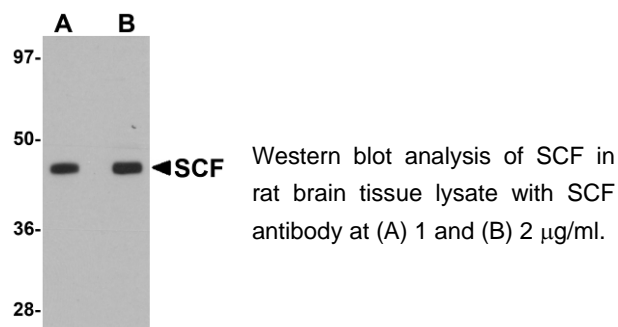 A B
97-
50-
SCF
36-
28-
Western blot analysis of SCF in
rat brain tissue lysate with SCF
antibody at (A) 1 and (B) 2 μg/ml.